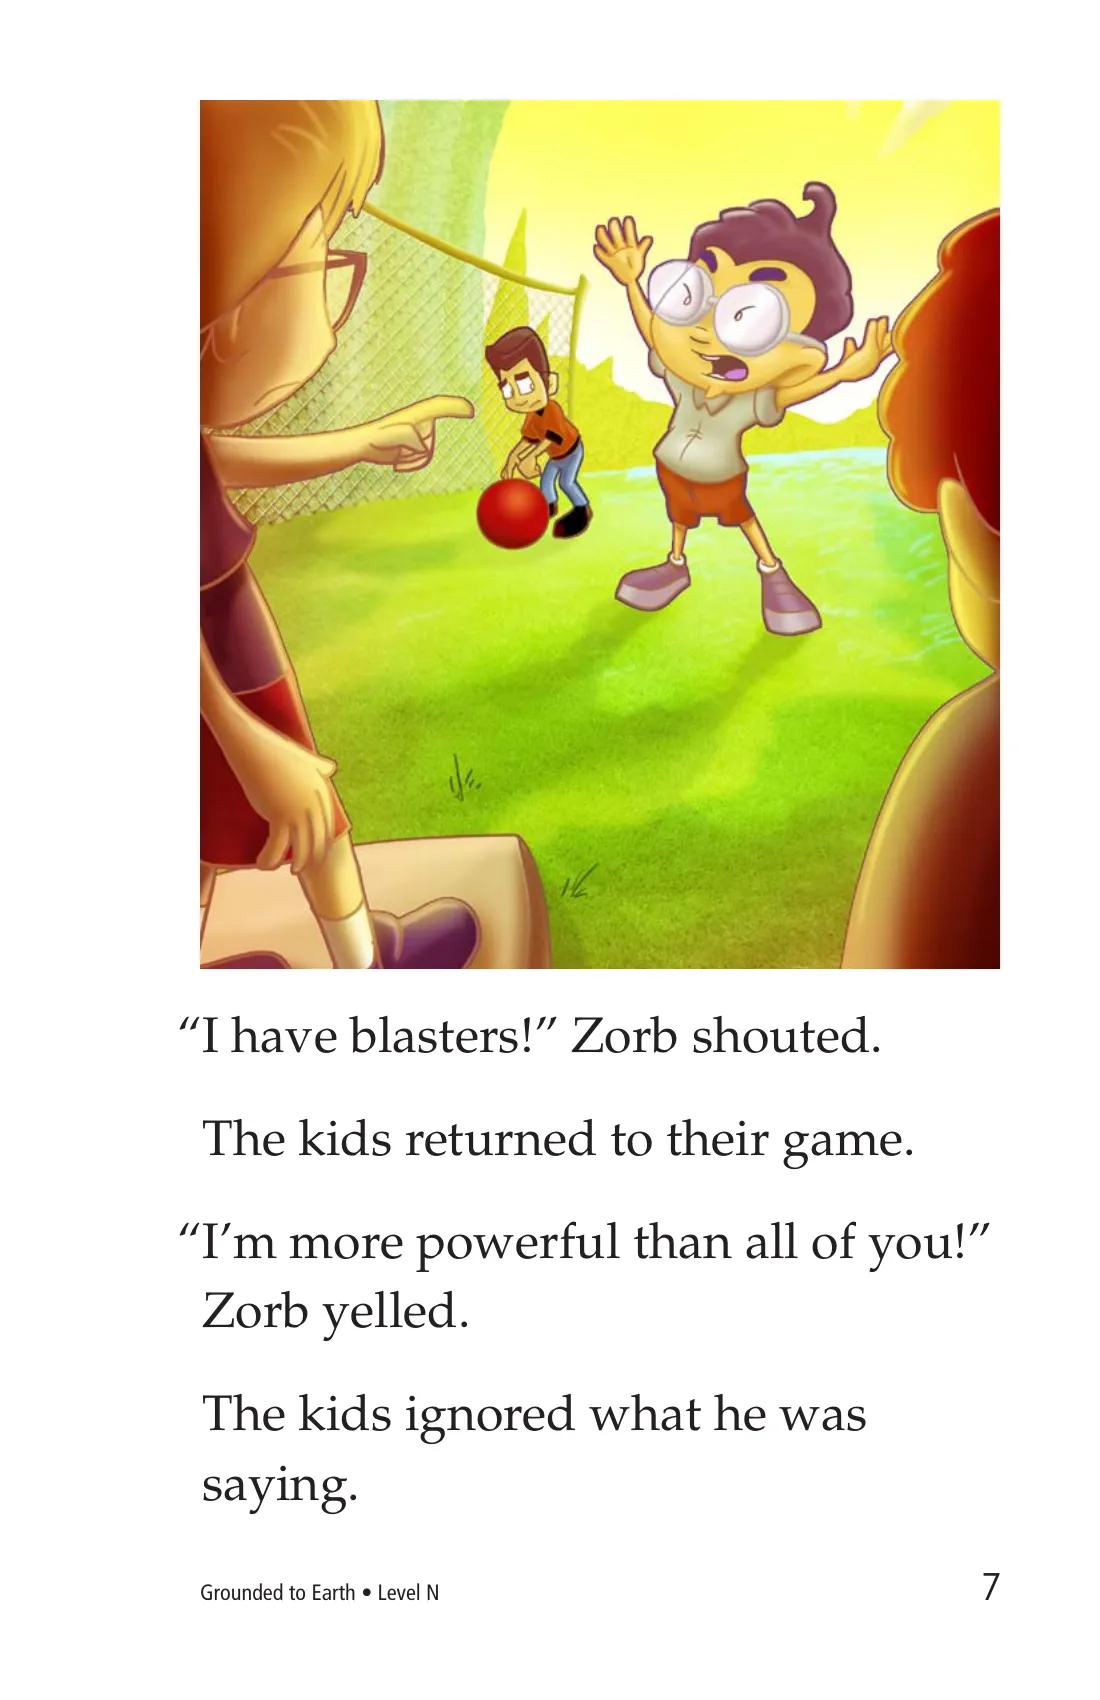 “I have blasters!” Zorb shouted.
The kids returned to their game.
“I’m more powerful than all of you!”
Zorb yelled.
The kids ignored what he was
saying.
Grounded to Earth • Level N
7